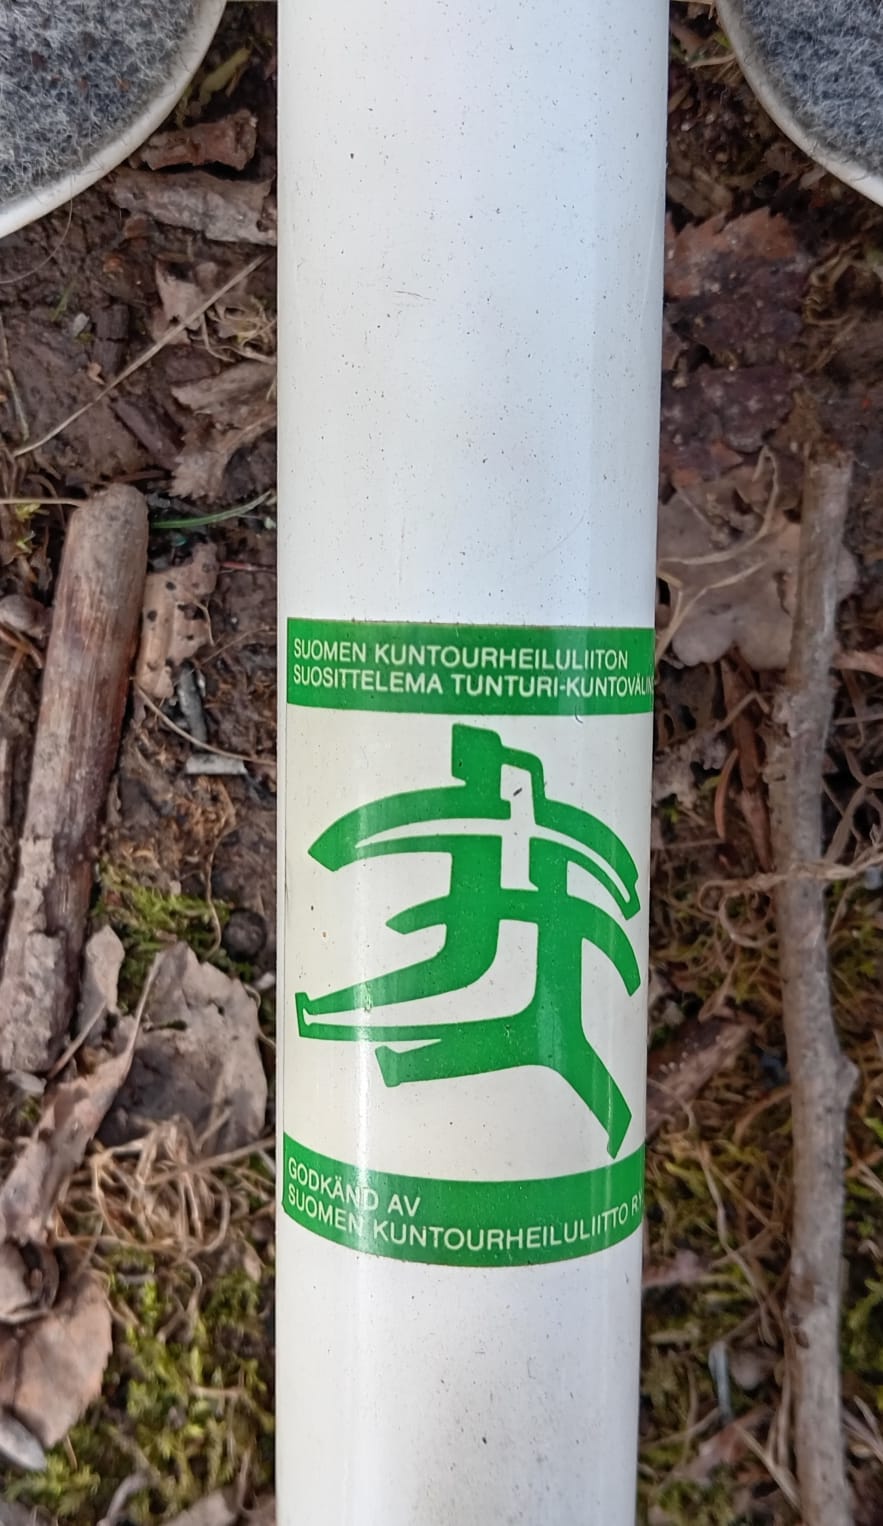 SUOMEN KUNTOURHEILULIITON
SUOSITTELEMA TUNTURI-KUNTOVÄLIN
GODKÄND AV
SUOMEN KUNTOURHEILULIITTO R.Y